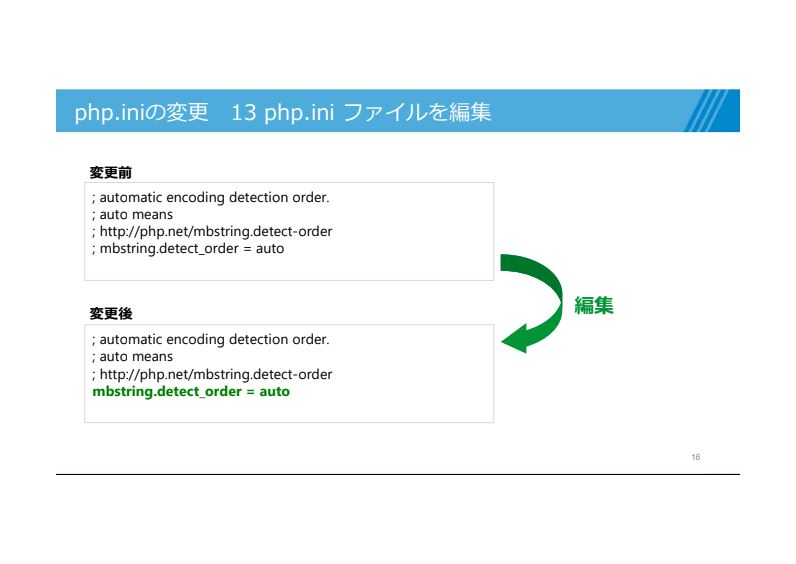 php.iniの変更　13 php.ini ファイルを編集
変更前
; automatic encoding detection order.
; auto means
; http://php.net/mbstring.detect-order
; mbstring.detect_order = auto
編集
変更後
; automatic encoding detection order.
; auto means
; http://php.net/mbstring.detect-order
mbstring.detect_order = auto
16